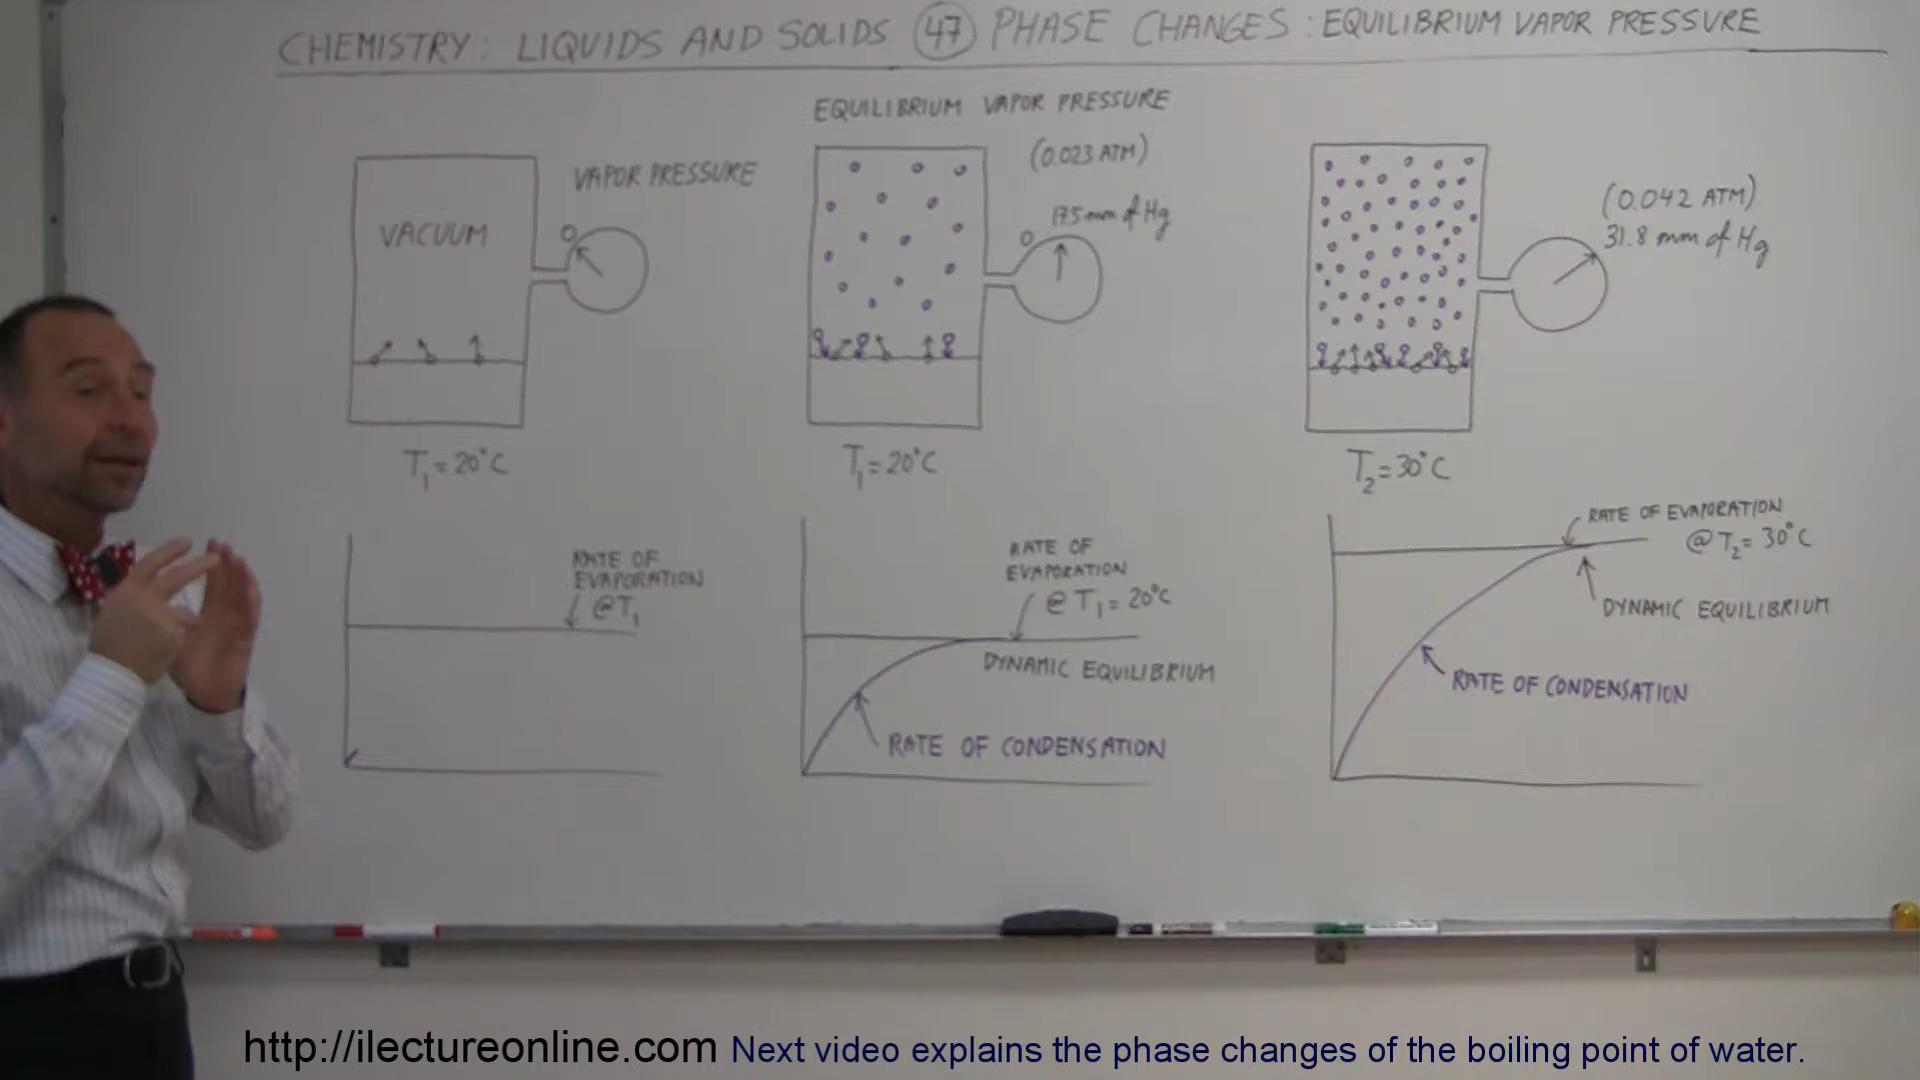 CHEMISTRY: LIQUIDS AND SOLIDS 47 PHASE CHANGES: EQUILIBRIUM VAPOR PRESSURE
EQUILIBRIUM VAPOR PRESSURE
VACUUM
VAPOR PRESSURE
O
T1 = 20°C
(0.023 ATM)
17.5 mm of Hg
O
T1 = 20°C
(0.042 ATM)
31.8 mm of Hg
T2 = 30°C
RATE OF
EVAPORATION
@ T1
RATE OF
EVAPORATION
@ T1 = 20°C
DYNAMIC EQUILIBRIUM
RATE OF CONDENSATION
RATE OF EVAPORATION
@ T2 = 30°C
DYNAMIC EQUILIBRIUM
RATE OF CONDENSATION
http://ilectureonline.com Next video explains the phase changes of the boiling point of water.